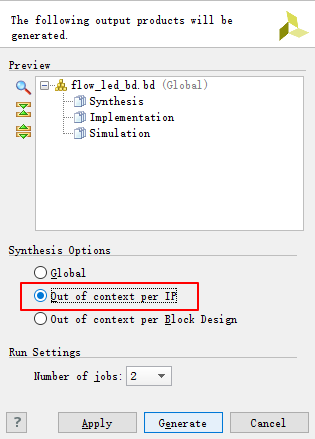 The following output products will be
generated.
Preview
flow_led_bd.bd (Global)
Synthesis
Implementation
Simulation
Synthesis Options
Global
Out of context per IP
Out of context per Block Design
Run Settings
Number of jobs: 2
? Apply Generate Cancel